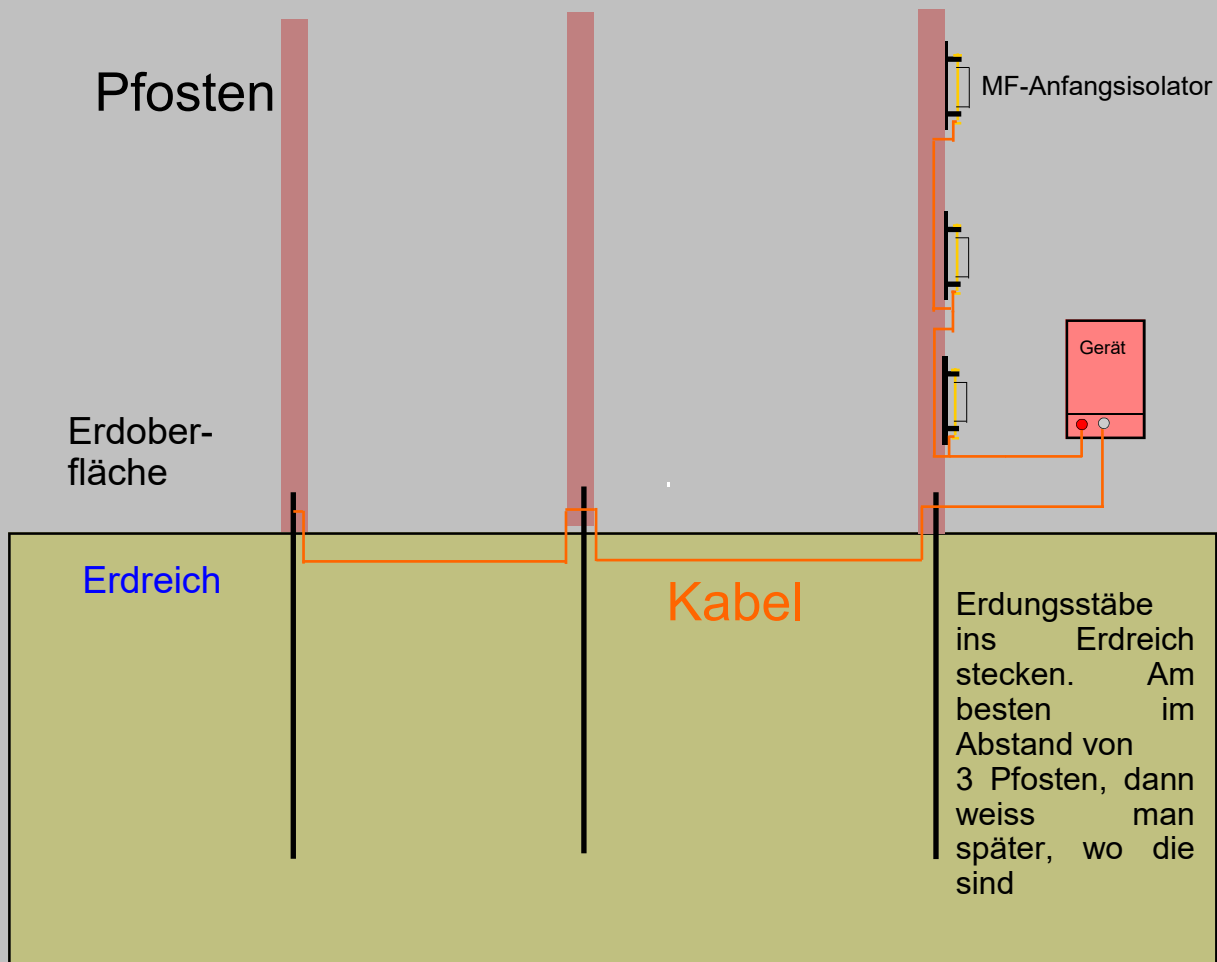 Pfosten
MF-Anfangsisolator
Gerät
Erdober-
fläche
Erdreich
Kabel
Erdungsstäbe
ins Erdreich
stecken. Am
besten im
Abstand von
3 Pfosten, dann
weiss man
später, wo die
sind